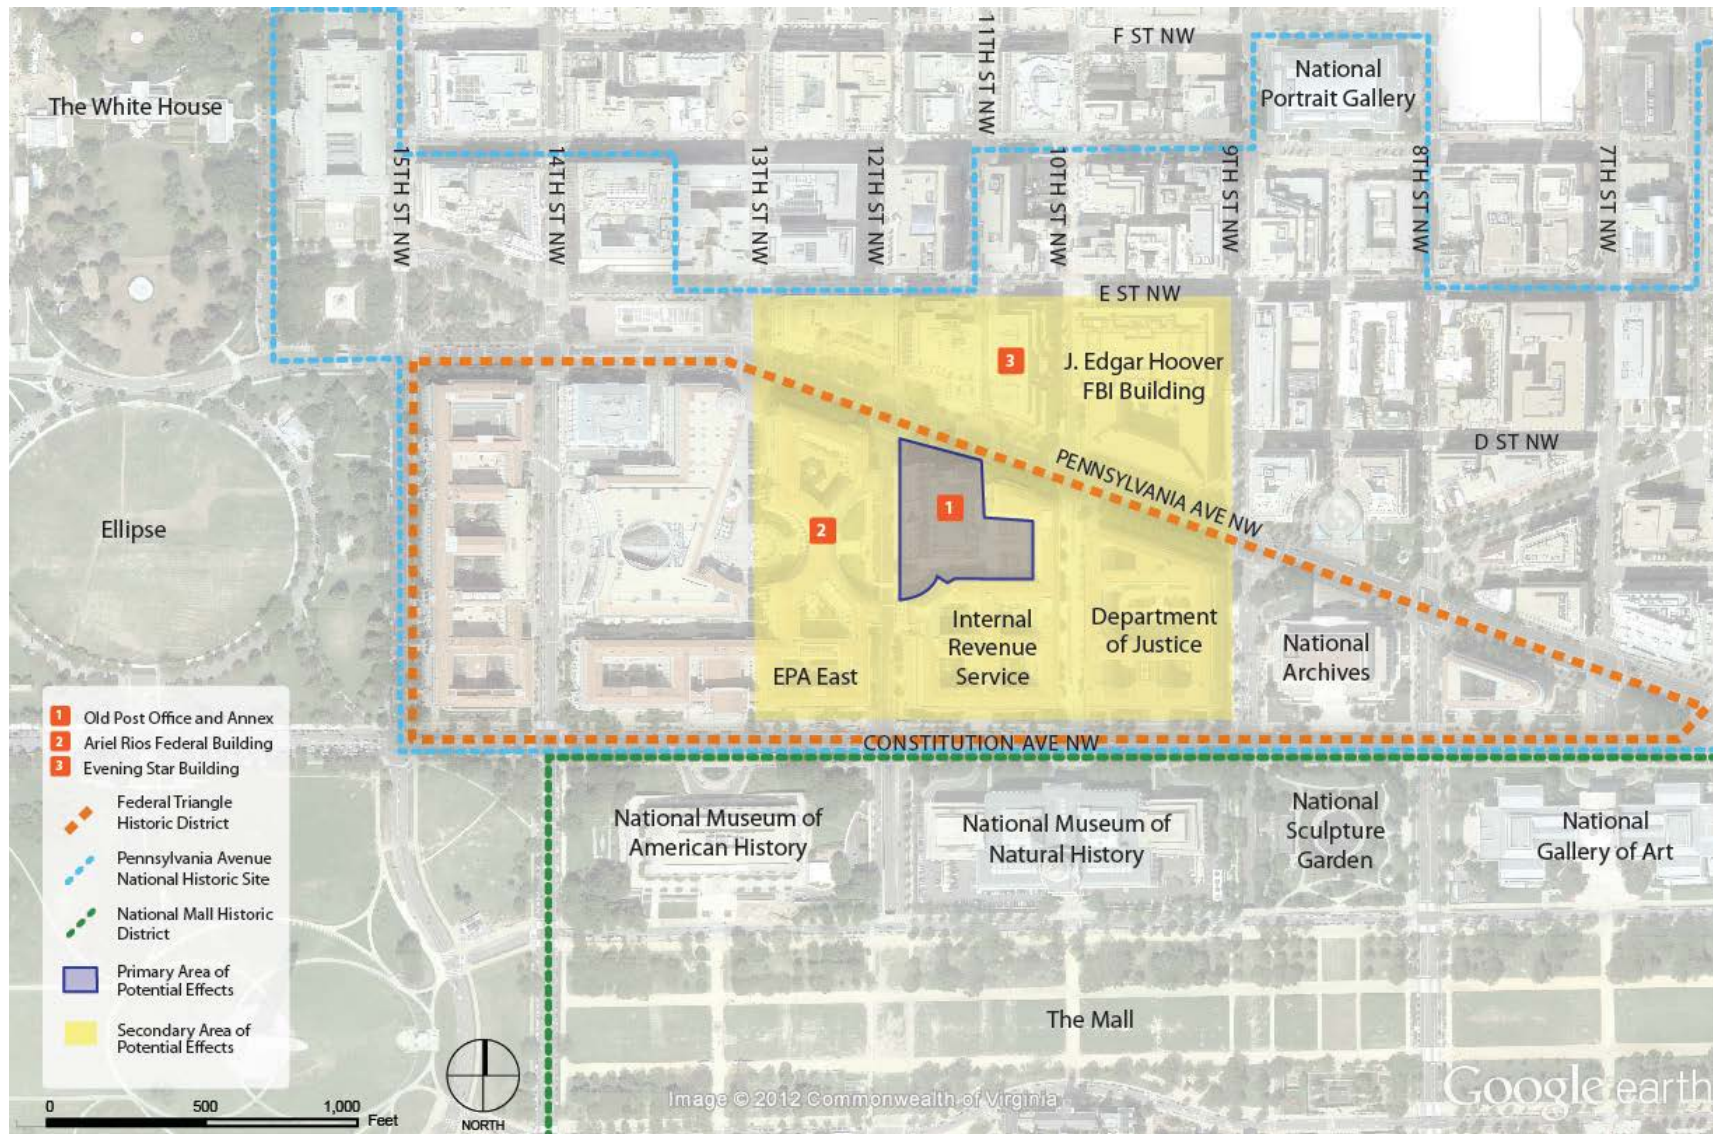 F ST NW
11TH ST NW
National
Portrait Gallery
The White House
15TH ST NW
14TH ST NW
13TH ST NW
12TH ST NW
10TH ST NW
9TH ST NW
8TH ST NW
7TH ST NW
E ST NW
3
J. Edgar Hoover
FBI Building
D ST NW
PENNSYLVANIA AVE NW
1
2
Ellipse
Internal
Revenue
Service
Department
of Justice
National
Archives
EPA East
CONSTITUTION AVE NW
1 Old Post Office and Annex
2 Ariel Rios Federal Building
3 Evening Star Building
Federal Triangle
Historic District
Pennsylvania Avenue
National Historic Site
National Mall Historic
District
Primary Area of
Potential Effects
Secondary Area of
Potential Effects
National Museum of
American History
National Museum of
Natural History
National
Sculpture
Garden
National
Gallery of Art
The Mall
0 500 1,000
Feet
NORTH
Image © 2012 Commonwealth of Virginia
Google earth